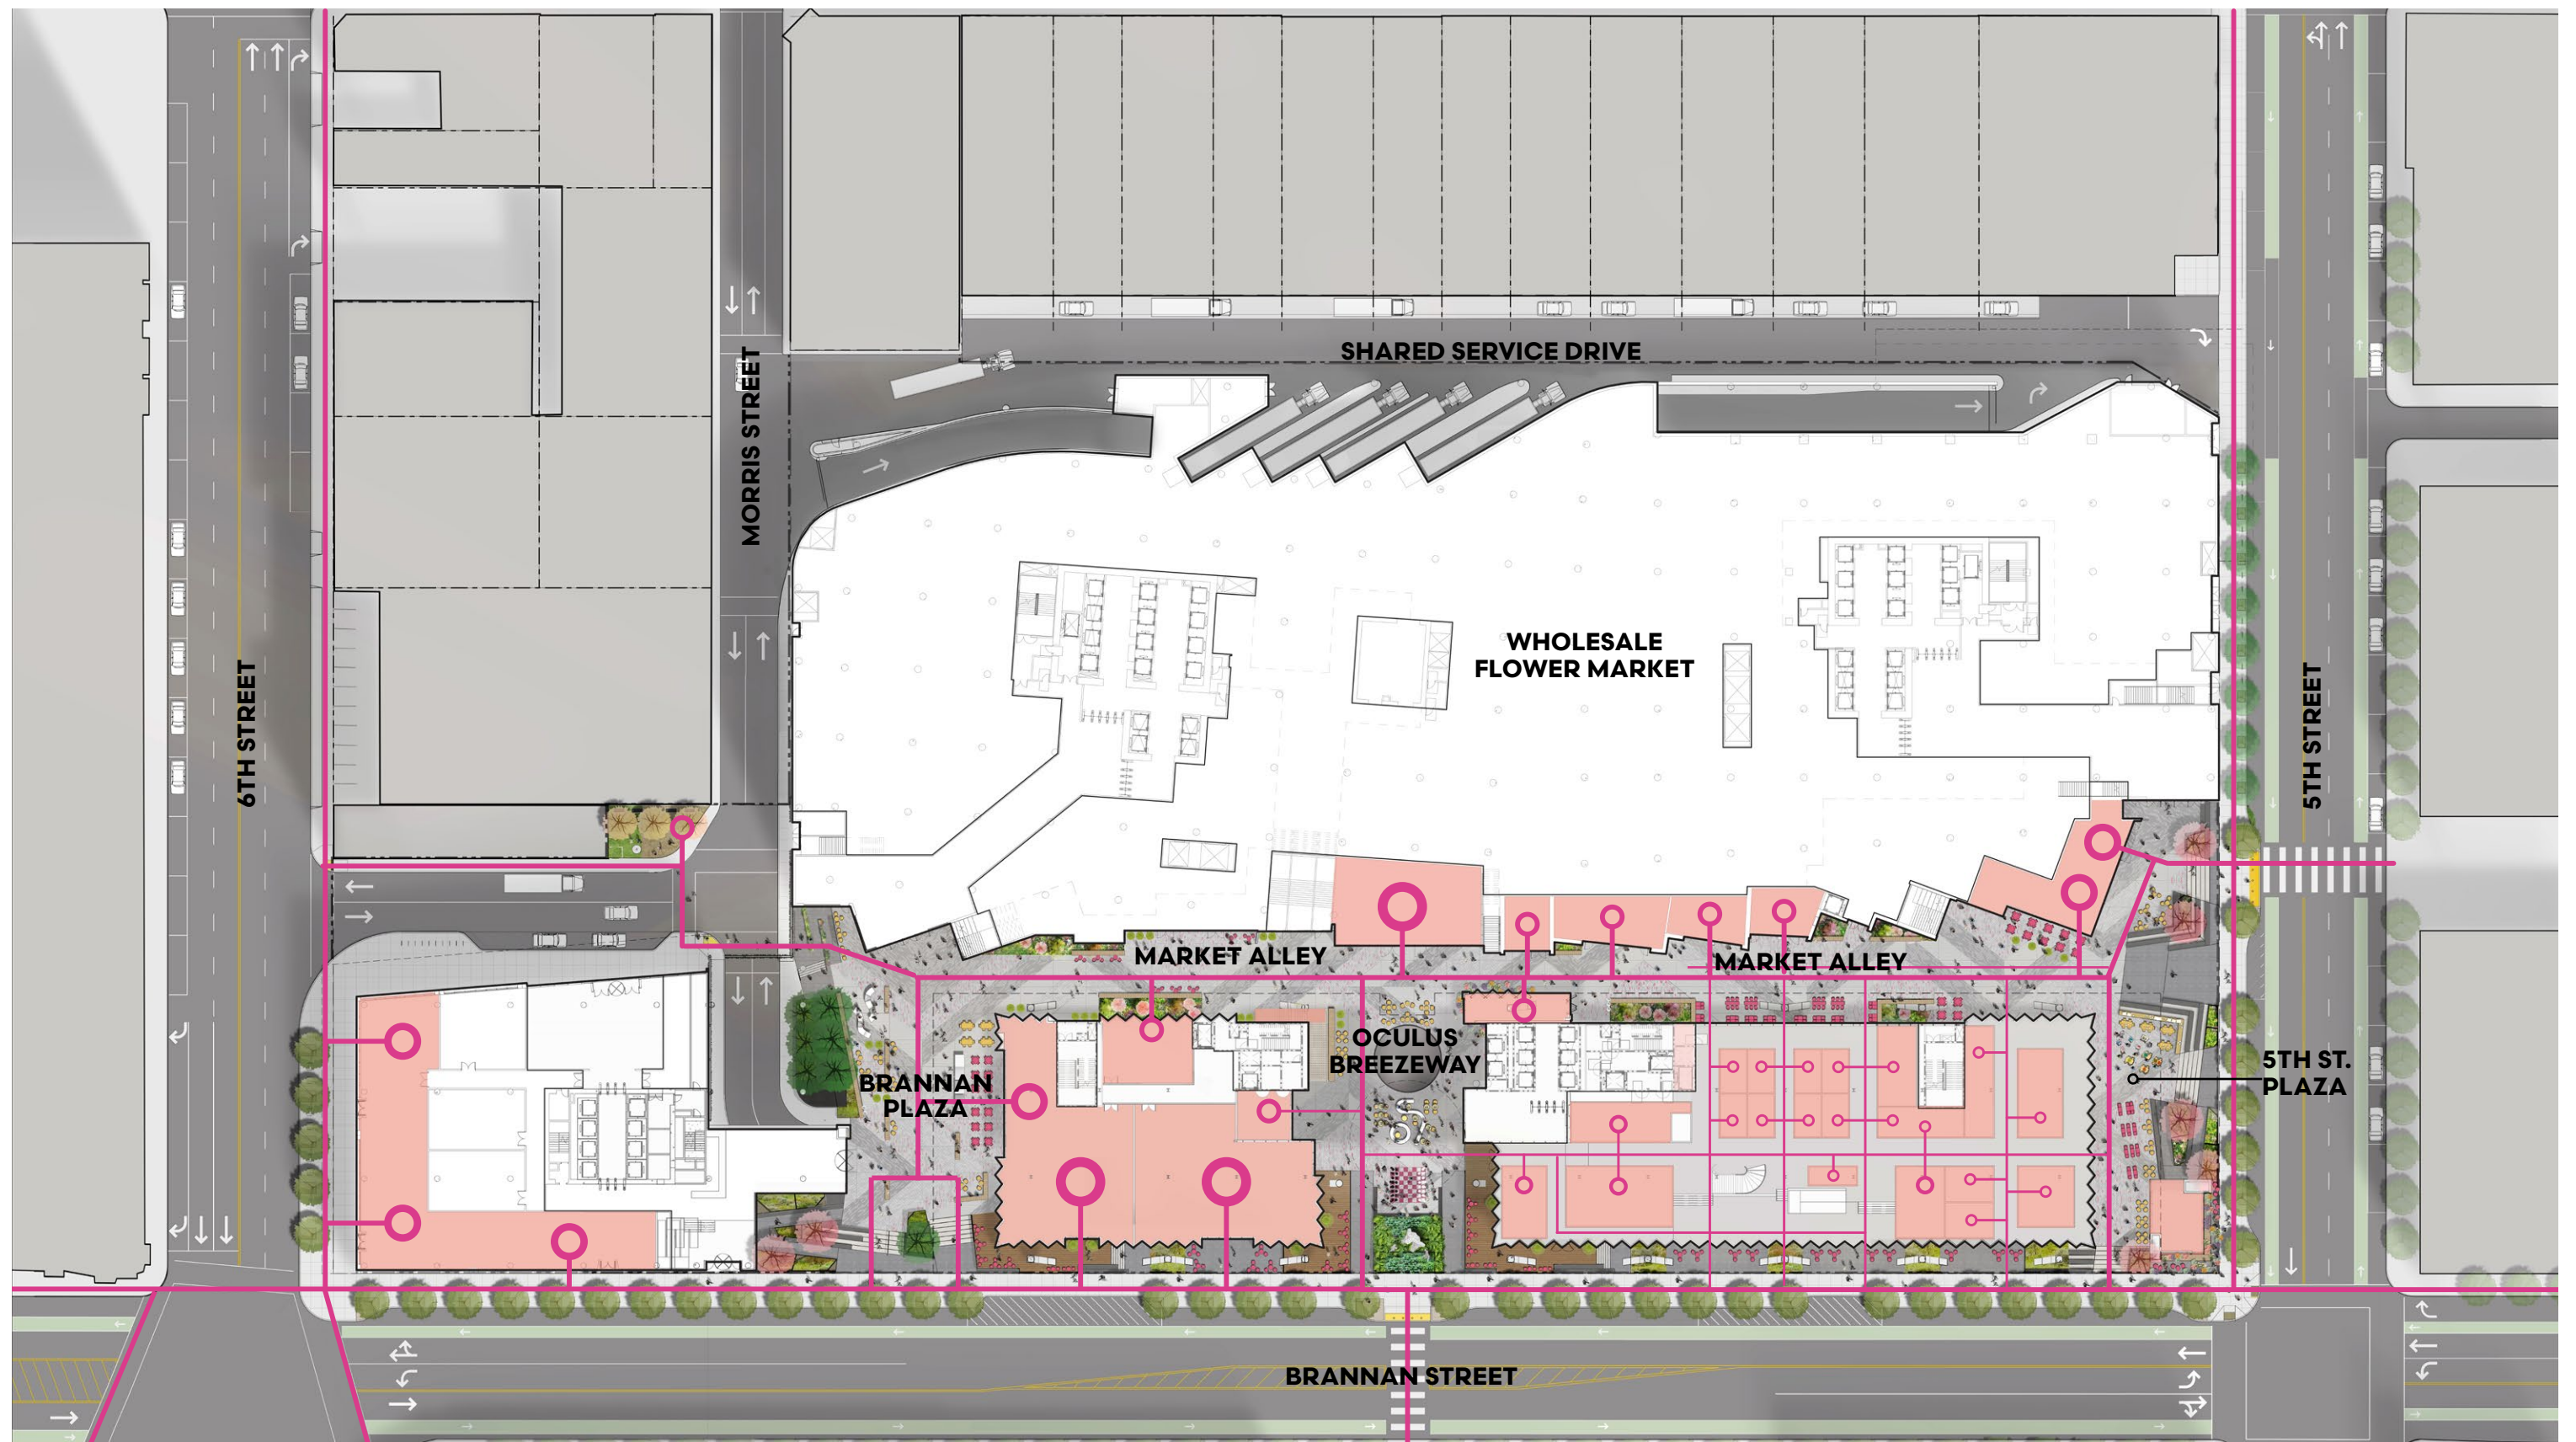 SHARED SERVICE DRIVE
MORRIS STREET
WHOLESALE
FLOWER MARKET
6TH STREET
5TH STREET
MARKET ALLEY
MARKET ALLEY
OCULUS
BREEZEWAY
BRANNAN
PLAZA
5TH ST.
PLAZA
BRANNAN STREET